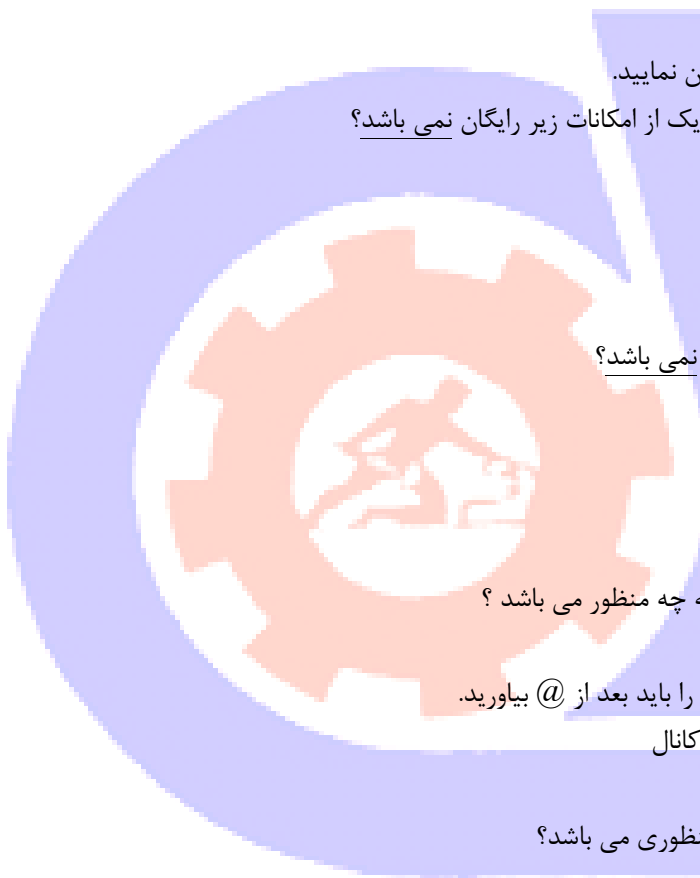 نمایید.
یک از امکانات زیر رایگان نمی باشد؟
نمی باشد؟
چه منظور می باشد ؟
را باید بعد از @ بیاورید.
کانال
می باشد؟